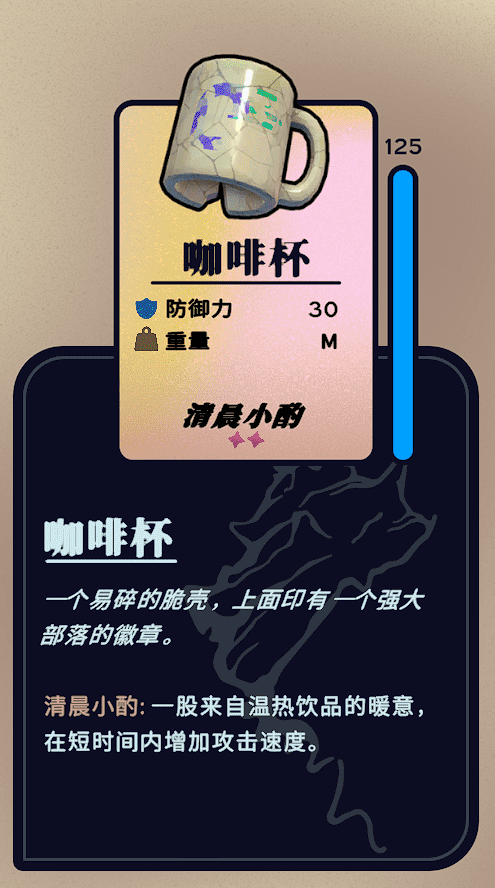 125
咖啡杯
防御力 30
重量 M
清晨小酌
咖啡杯
一个易碎的脆壳，上面印有一个强大
部落的徽章。
清晨小酌: 一股来自温热饮品的暖意，
在短时间内增加攻击速度。